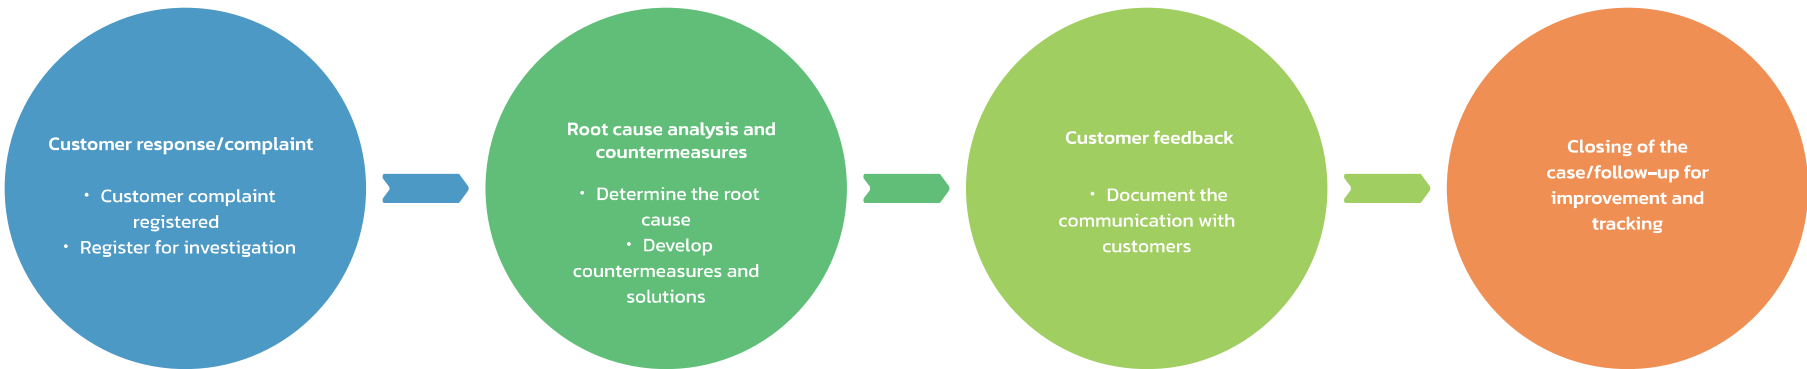 Customer response/complaint
• Customer complaint
registered
• Register for investigation
Root cause analysis and
countermeasures
• Determine the root
cause
• Develop
countermeasures and
solutions
Customer feedback
• Document the
communication with
customers
Closing of the
case/follow-up for
improvement and
tracking